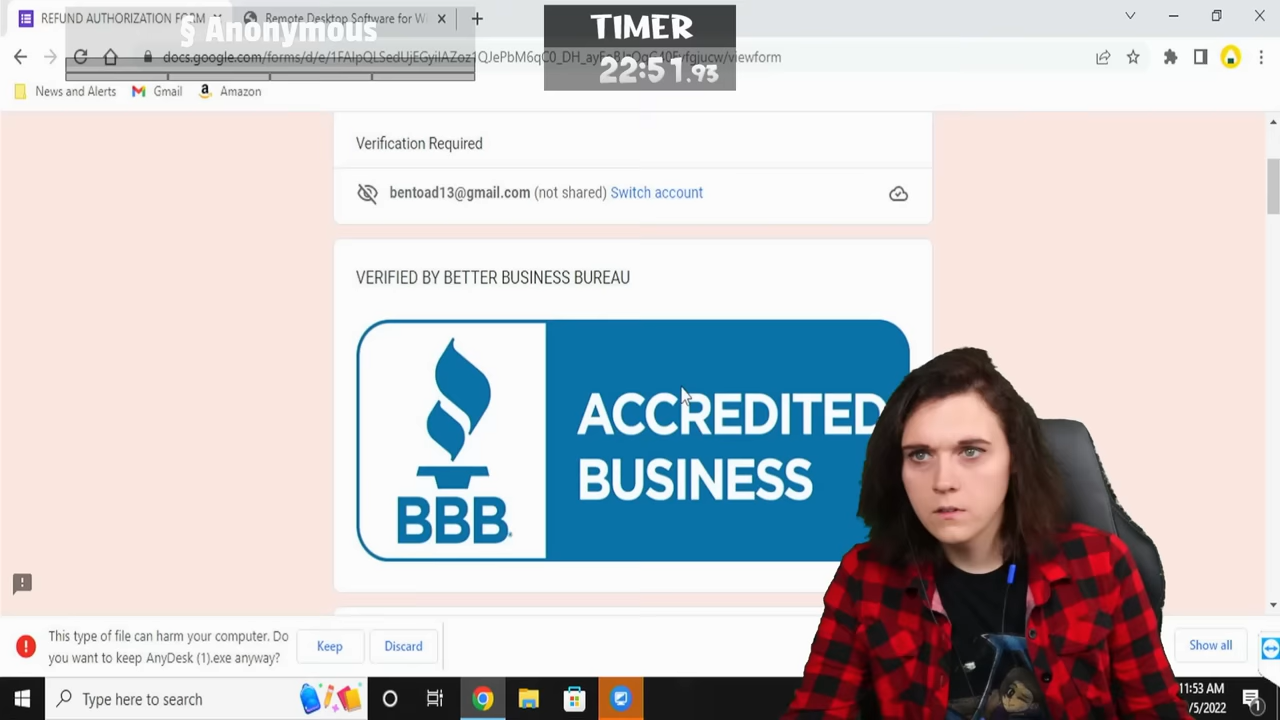 REFUND AUTHORIZATION FORM
Remote Desktop Software for W
§ Anonymous
TIMER
22:51.93
News and Alerts
Gmail
Amazon
Verification Required
bentoad13@gmail.com (not shared) Switch account
VERIFIED BY BETTER BUSINESS BUREAU
BBB
ACCREDITED
BUSINESS
This type of file can harm your computer. Do
you want to keep AnyDesk (1).exe anyway?
Keep
Discard
Show all
Type here to search
11:53 AM
/5/2022
1